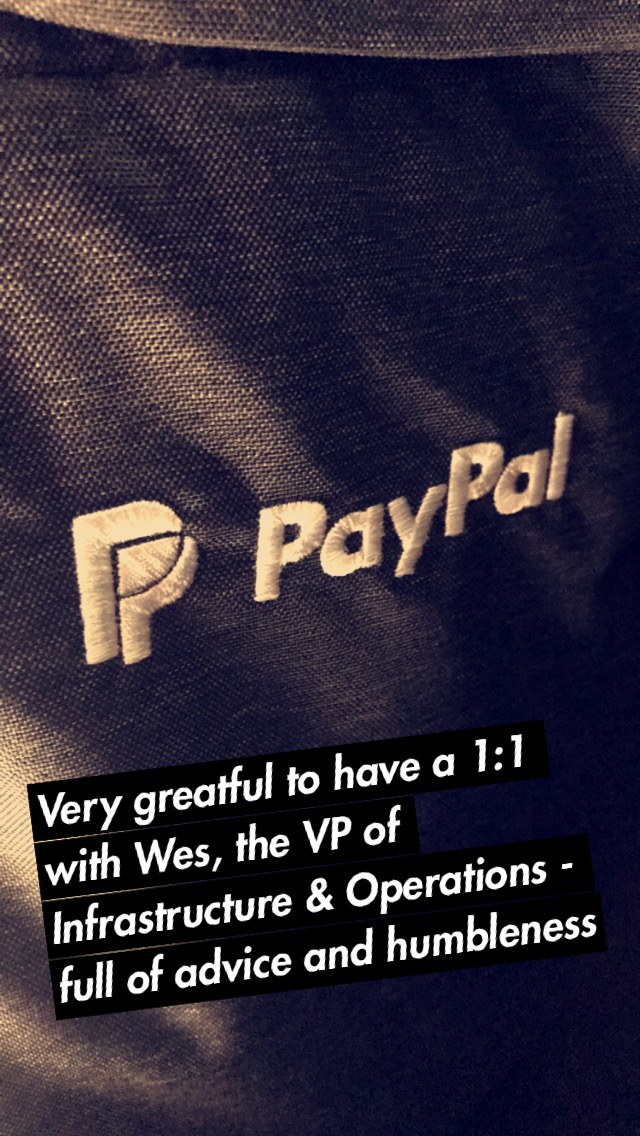 PayPal
Very greatful to have a 1:1
with Wes, the VP of
Infrastructure & Operations -
full of advice and humbleness